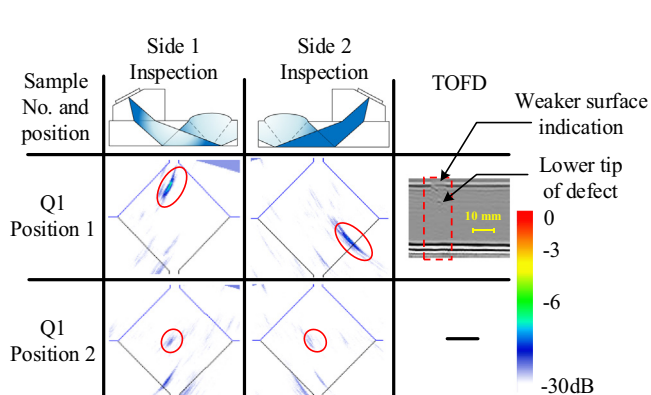 Sample
No. and
position
Side 1
Inspection
Side 2
Inspection
TOFD
Weaker surface
indication
Lower tip
of defect
Q1
Position 1
10 mm
0
-3
-6
-30dB
Q1
Position 2